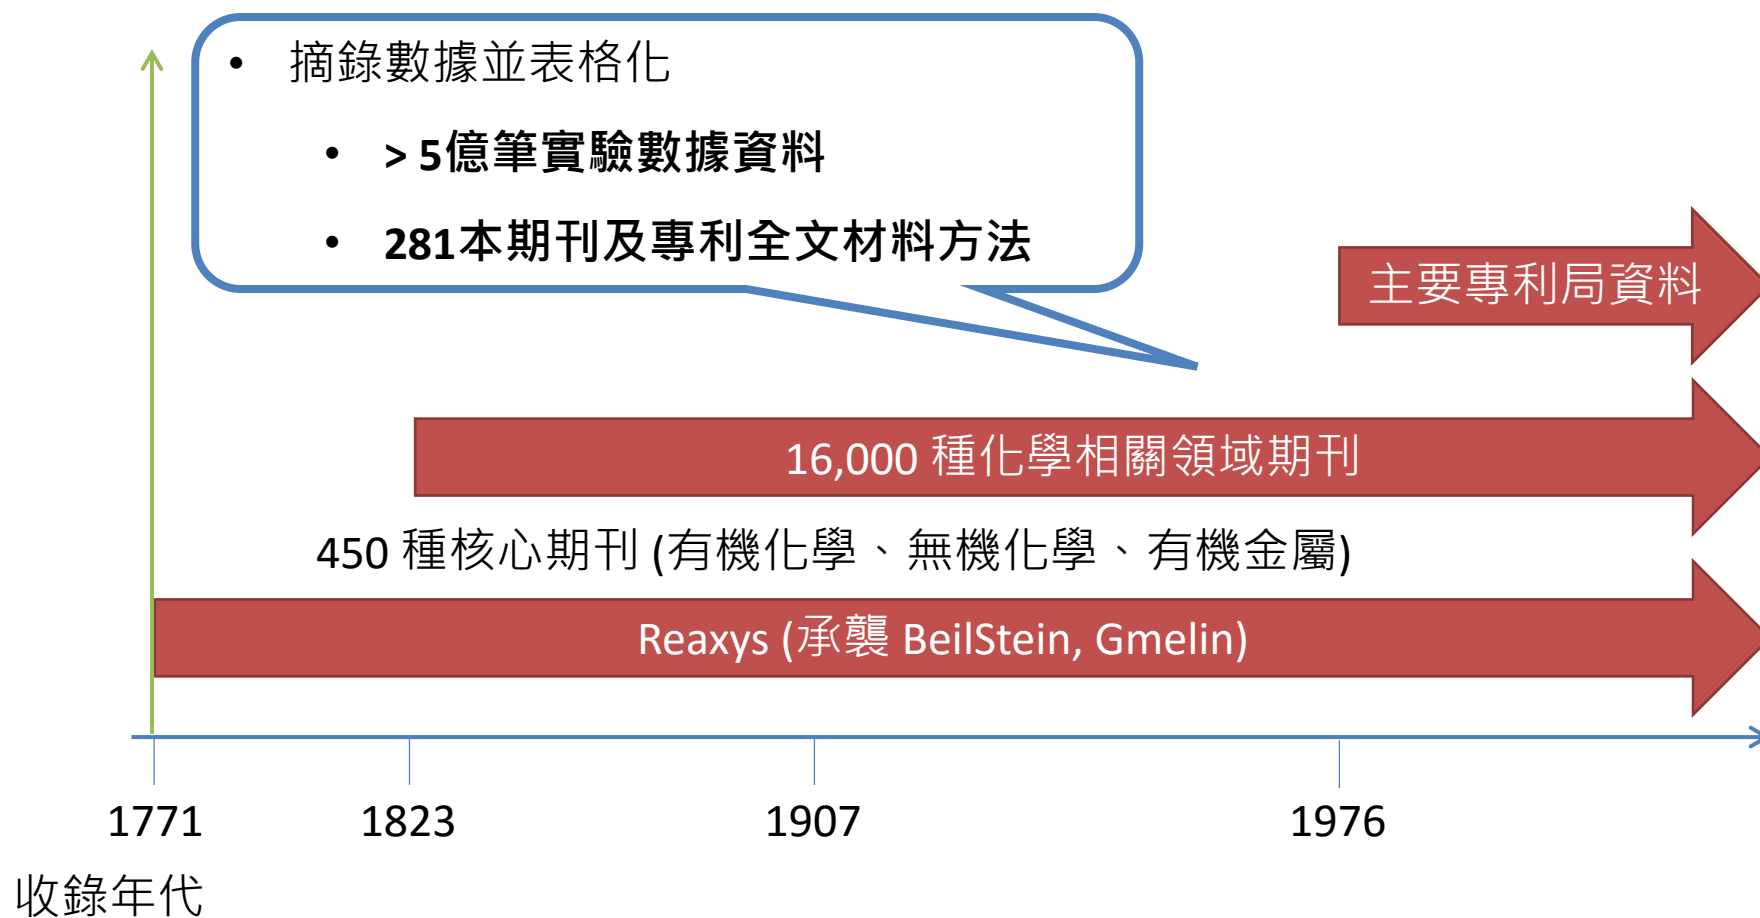 • 摘錄數據並表格化
• > 5億筆實驗數據資料
• 281本期刊及專利全文材料方法
主要專利局資料
16,000 種化學相關領域期刊
450 種核心期刊 (有機化學、無機化學、有機金屬)
Reaxys (承襲 BeilStein, Gmelin)
1771 1823 1907 1976
收錄年代